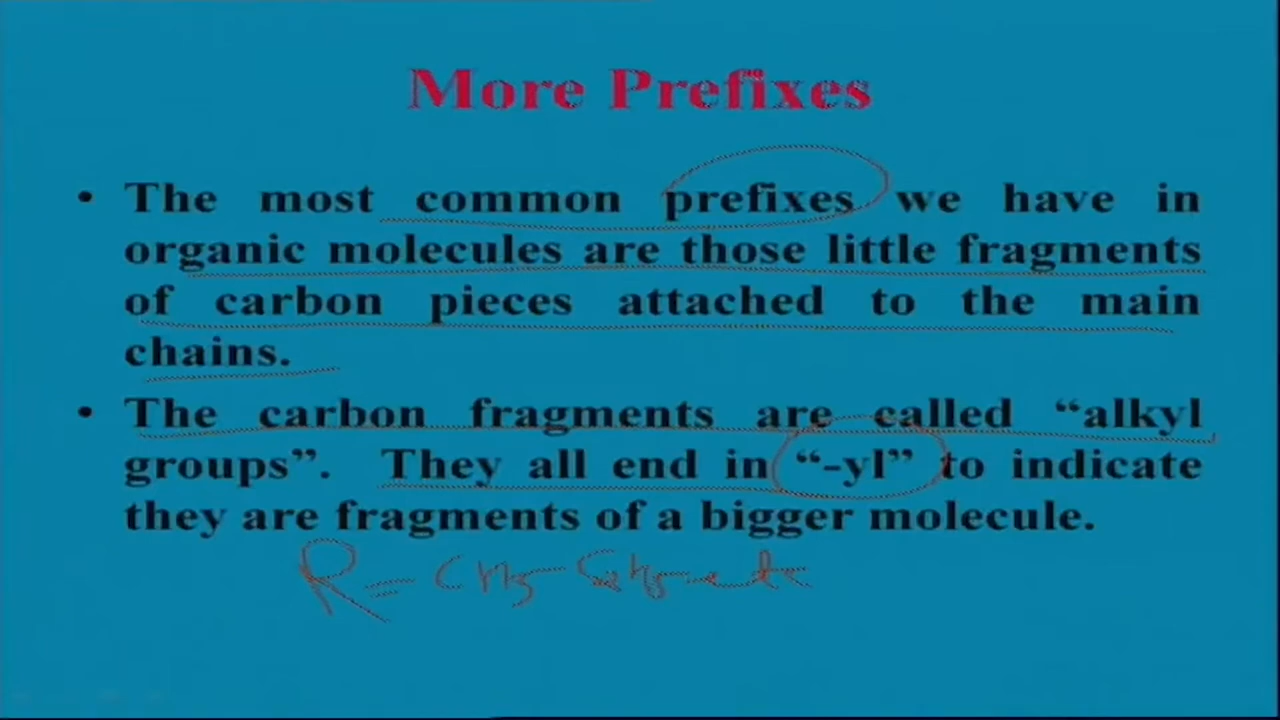 More Prefixes
• The most common prefixes we have in
organic molecules are those little fragments
of carbon pieces attached to the main
chains.
• The carbon fragments are called “alkyl
groups”. They all end in “-yl” to indicate
they are fragments of a bigger molecule.
R = CH3